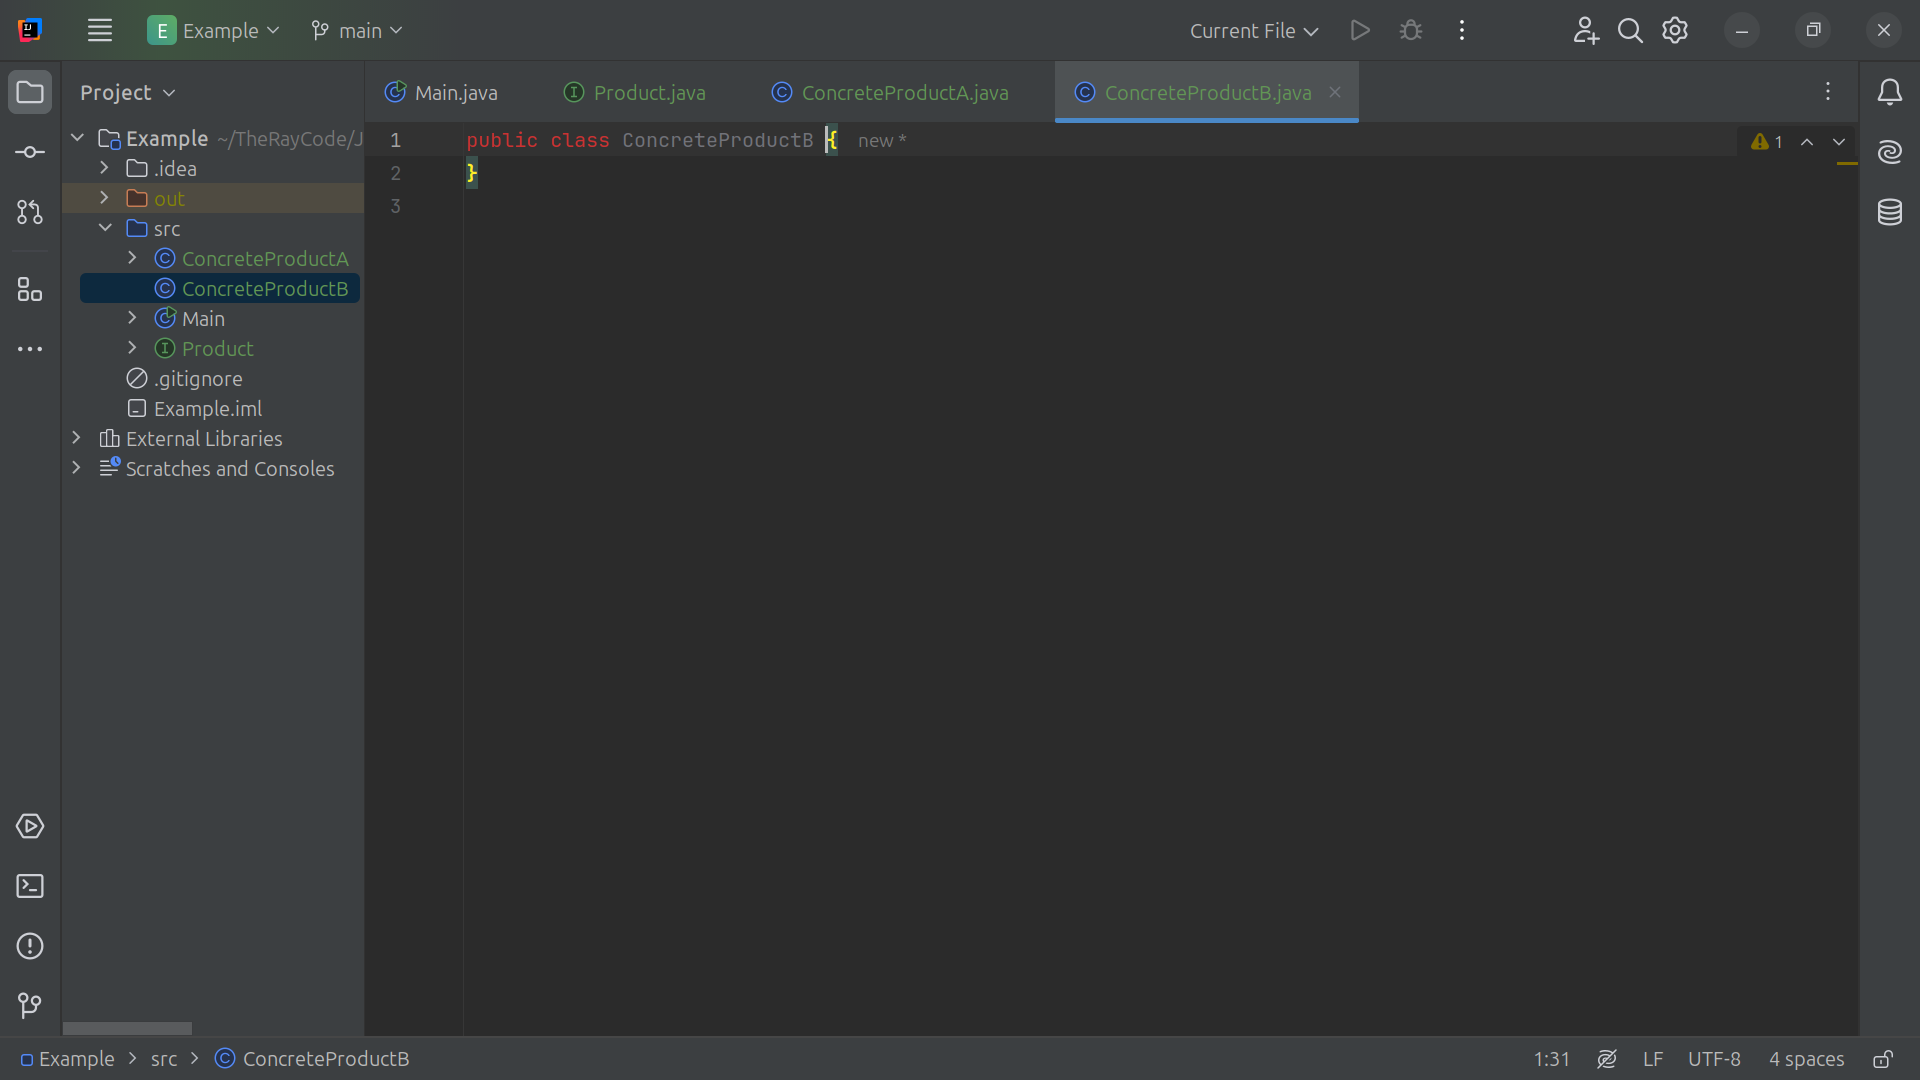 E Example main Current File
Project
Main.java Product.java ConcreteProductA.java ConcreteProductB.java
Example ~/TheRayCode/J
.idea
out
src
ConcreteProductA
ConcreteProductB
Main
Product
.gitignore
Example.iml
External Libraries
Scratches and Consoles
1 public class ConcreteProductB { new *
2 }
3
1
Example src ConcreteProductB 1:31 LF UTF-8 4 spaces